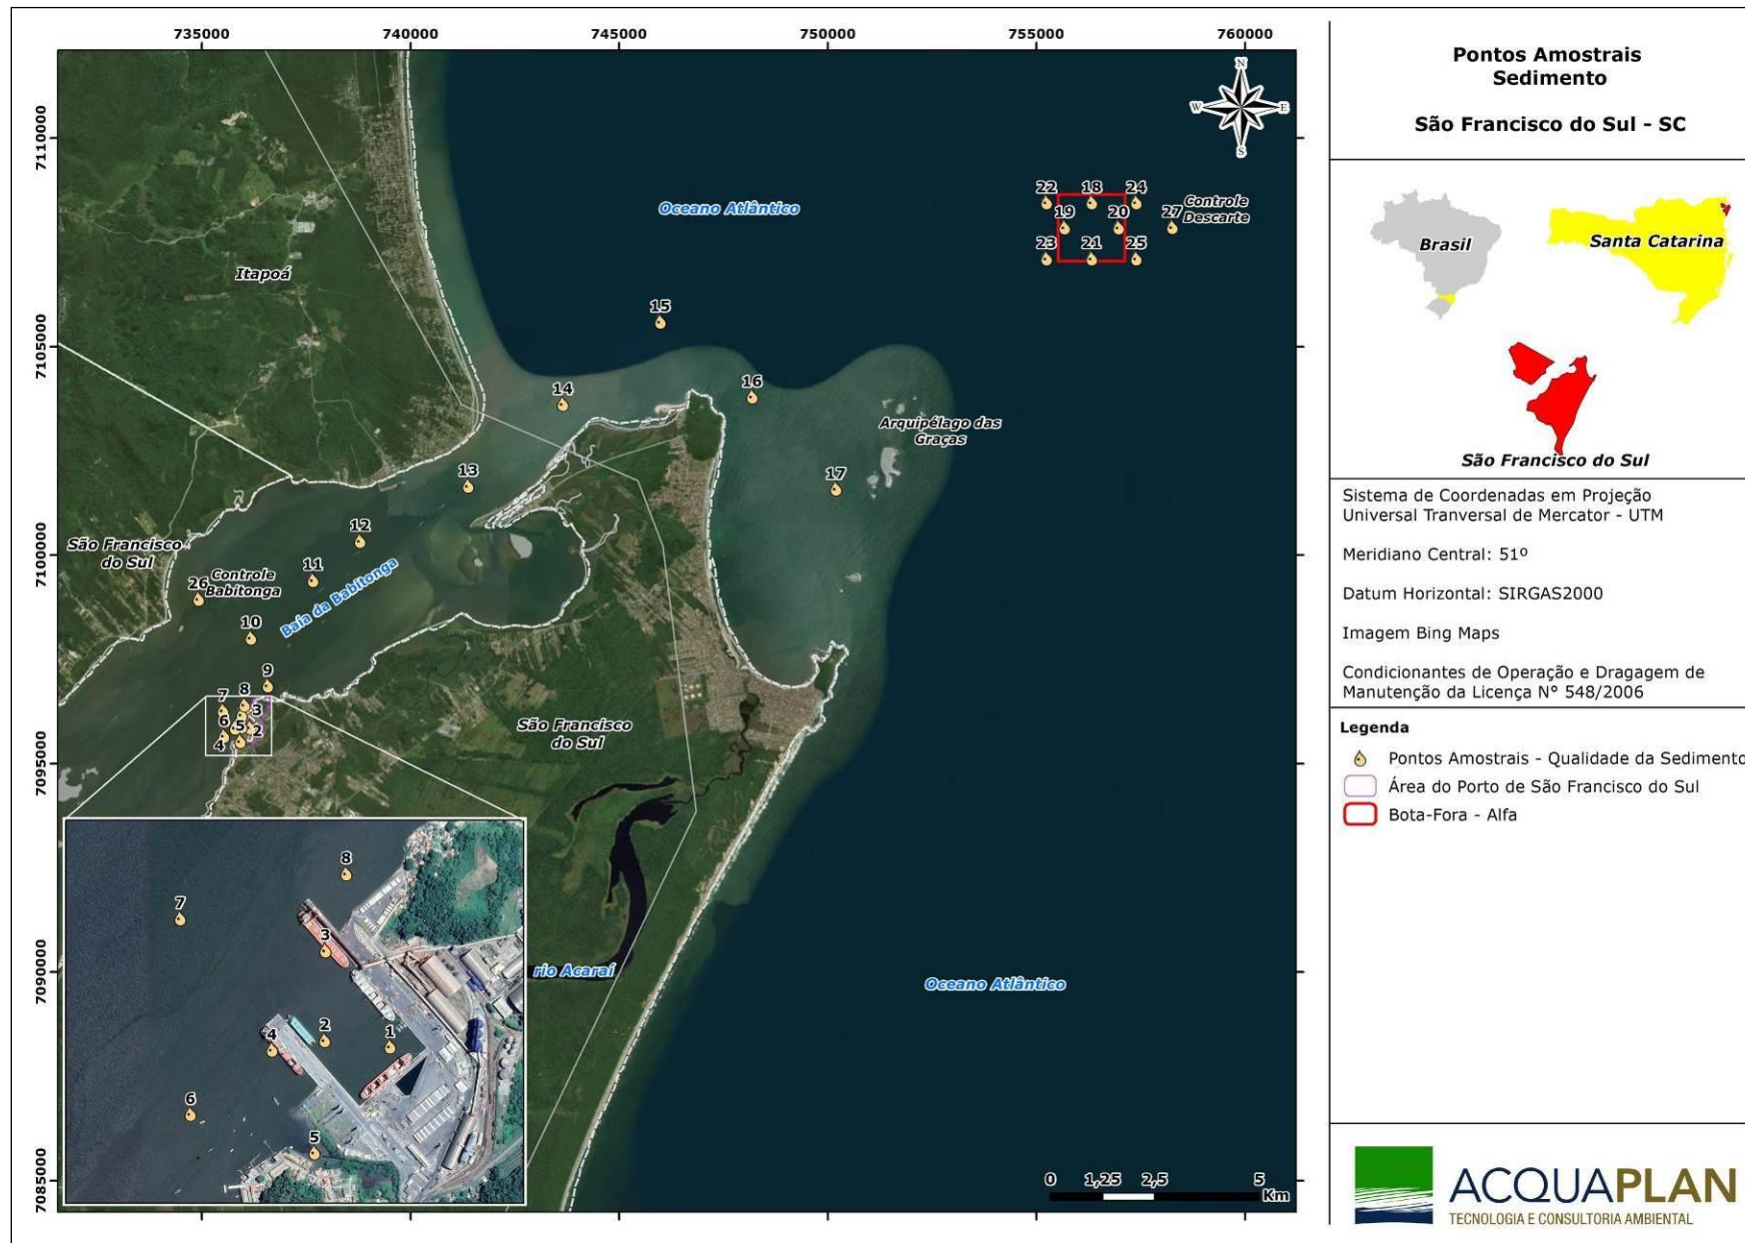 735000 740000 745000 750000 755000 760000
7110000
7105000
7100000
7095000
7090000
7085000
N
W E
S
Oceano Atlântico
22 18 24
19 20 27 Controle
Descarte
23 21 25
Itapoá
15
14
16
Arquipélago das
Graças
13
17
12
São Francisco
do Sul
11
Controle
Babitonga
26
Baía da Babitonga
10
9
7 8
3
6 5 2
4
São Francisco
do Sul
8
7
3
4 2 1
6
5
rio Acaraí
Oceano Atlântico
0 1,25 2,5 5
Km
Pontos Amostrais
Sedimento
São Francisco do Sul - SC
Brasil
Santa Catarina
São Francisco do Sul
Sistema de Coordenadas em Projeção
Universal Tranversal de Mercator - UTM
Meridiano Central: 51º
Datum Horizontal: SIRGAS2000
Imagem Bing Maps
Condicionantes de Operação e Dragagem de
Manutenção da Licença N° 548/2006
Legenda
Pontos Amostrais - Qualidade da Sedimento
Área do Porto de São Francisco do Sul
Bota-Fora - Alfa
ACQUAPLAN
TECNOLOGIA E CONSULTORIA AMBIENTAL